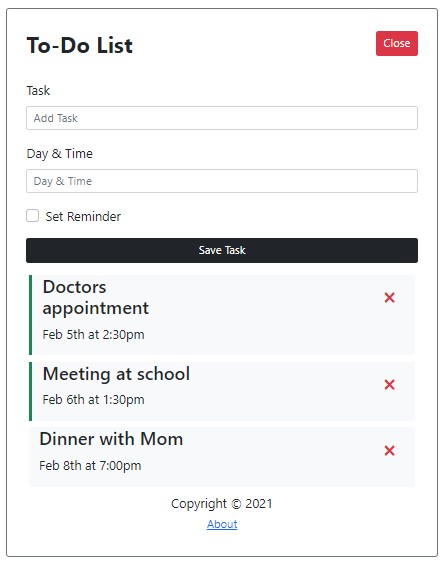 To-Do List
Close
Task
Add Task
Day & Time
Day & Time
Set Reminder
Save Task
Doctors
appointment
Feb 5th at 2:30pm
Meeting at school
Feb 6th at 1:30pm
Dinner with Mom
Feb 8th at 7:00pm
Copyright © 2021
About